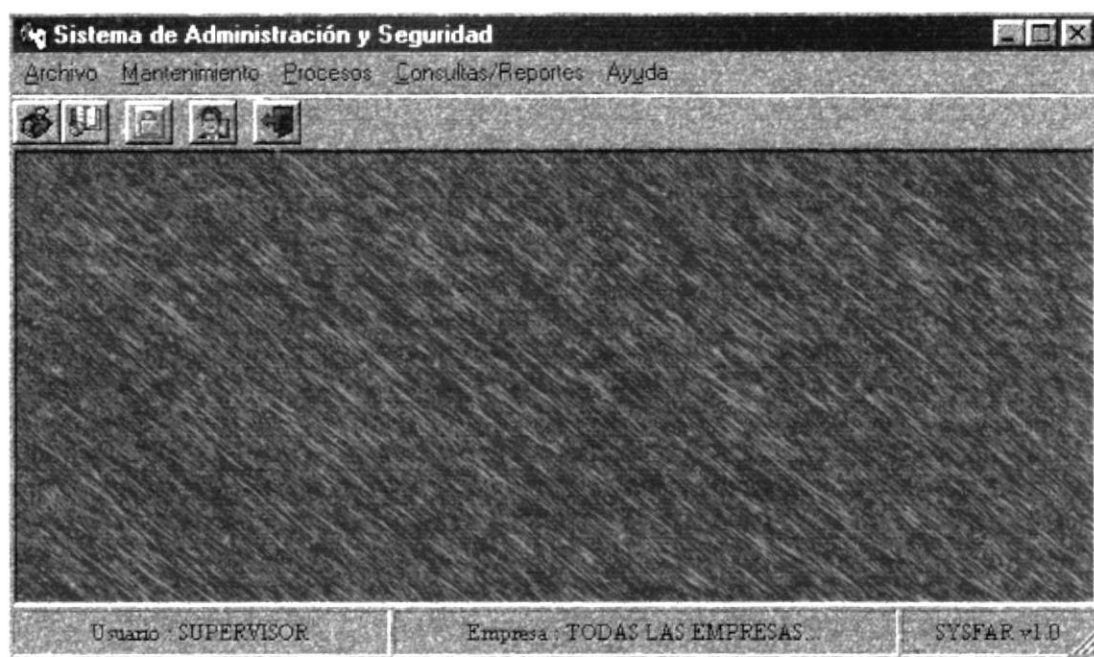 Sistema de Administración y Seguridad
Archivo Mantenimiento Procesos Consultas/Reportes Ayuda
Usuario : SUPERVISOR Empresa : TODAS LAS EMPRESAS... SYSFAR v1.0